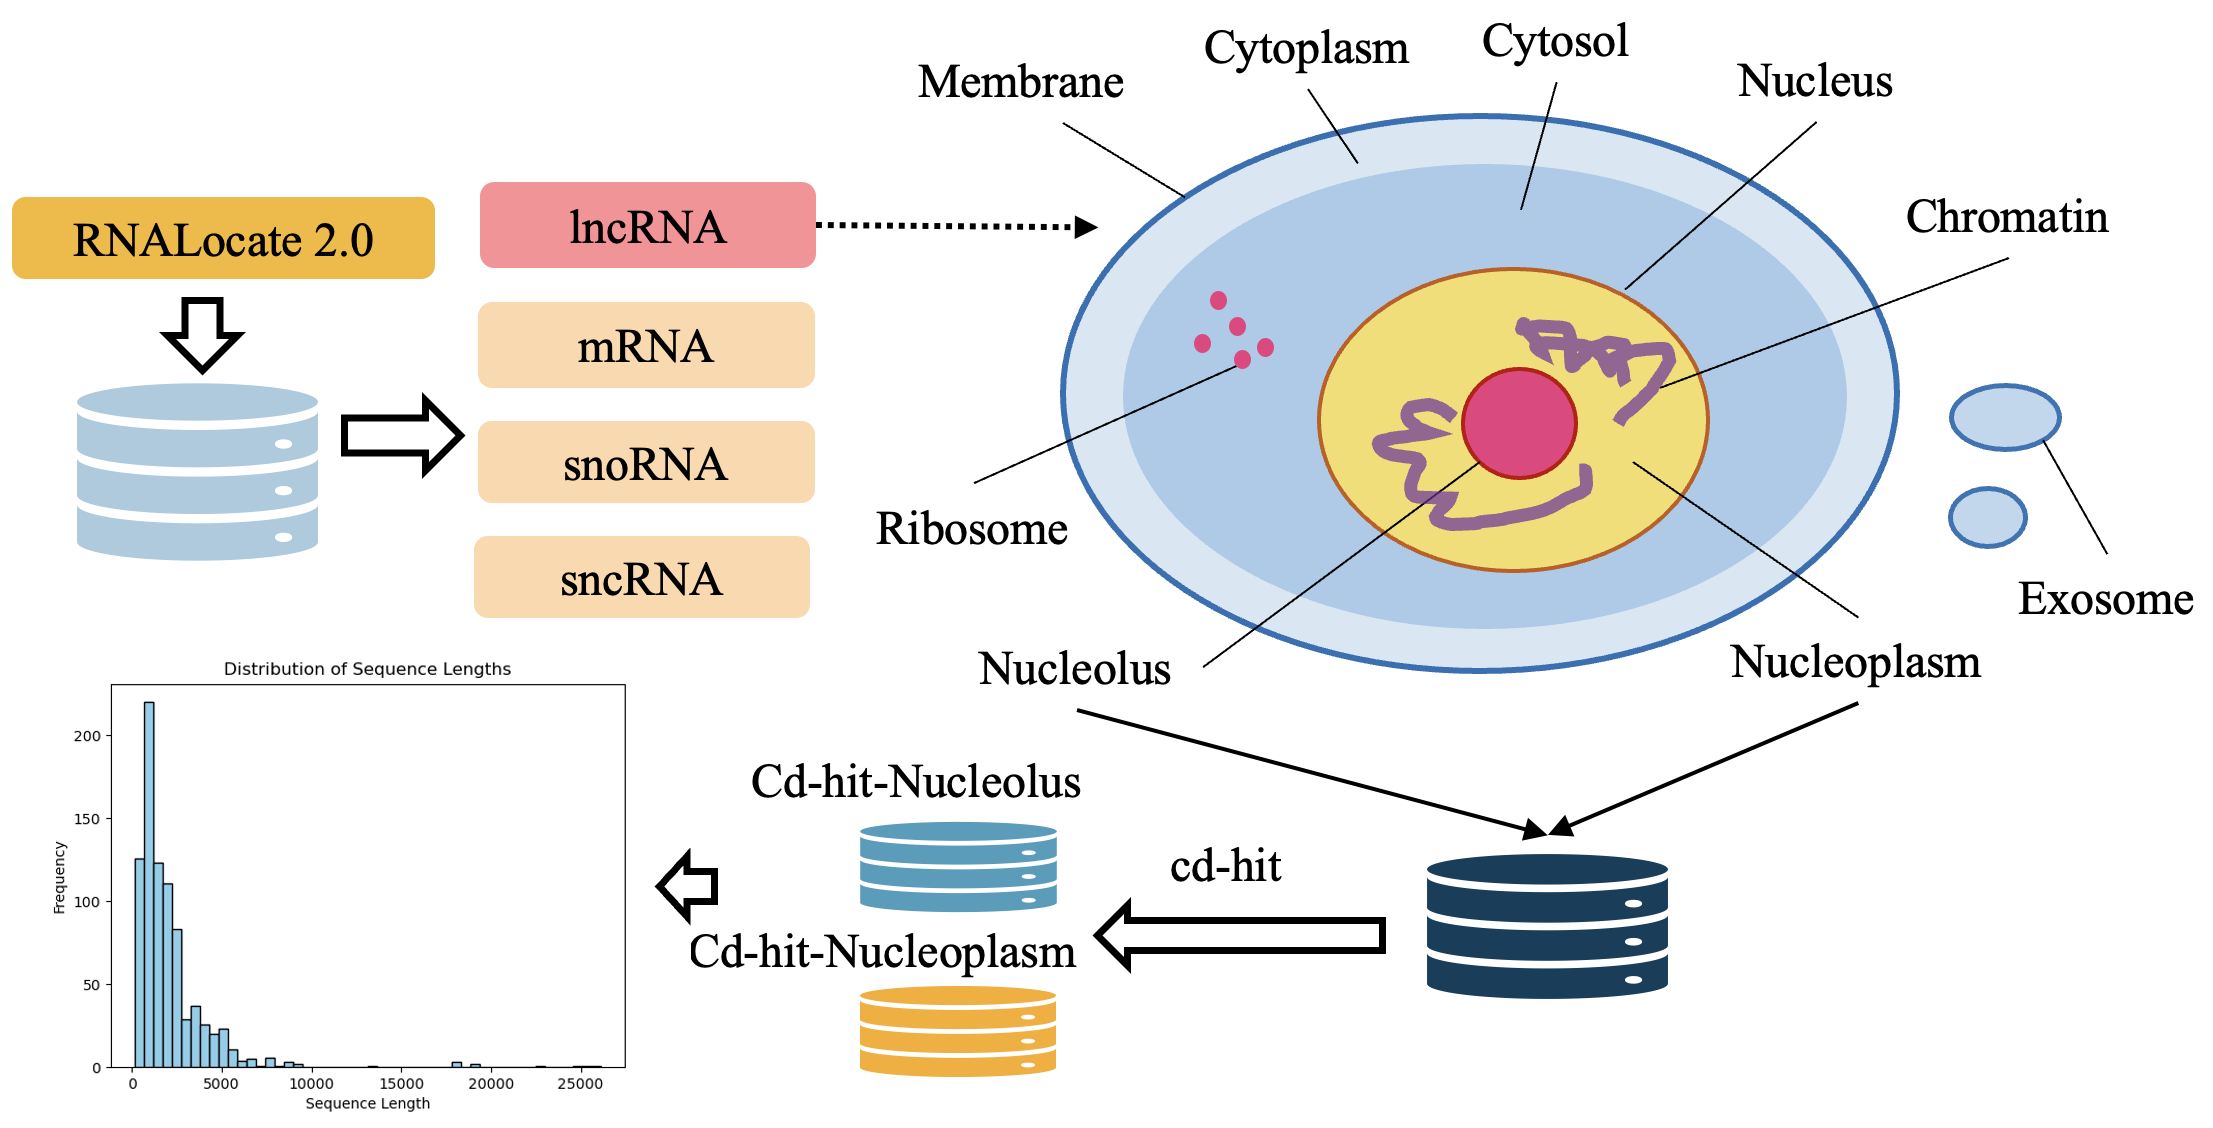 Cytosol
Cytoplasm
Membrane
Nucleus
RNALocate 2.0
lncRNA
Chromatin
mRNA
snoRNA
sncRNA
Ribosome
Exosome
Nucleolus
Nucleoplasm
Distribution of Sequence Lengths
200
150
100
50
0
Frequency
0 5000 10000 15000 20000 25000
Sequence Length
Cd-hit-Nucleolus
cd-hit
Cd-hit-Nucleoplasm